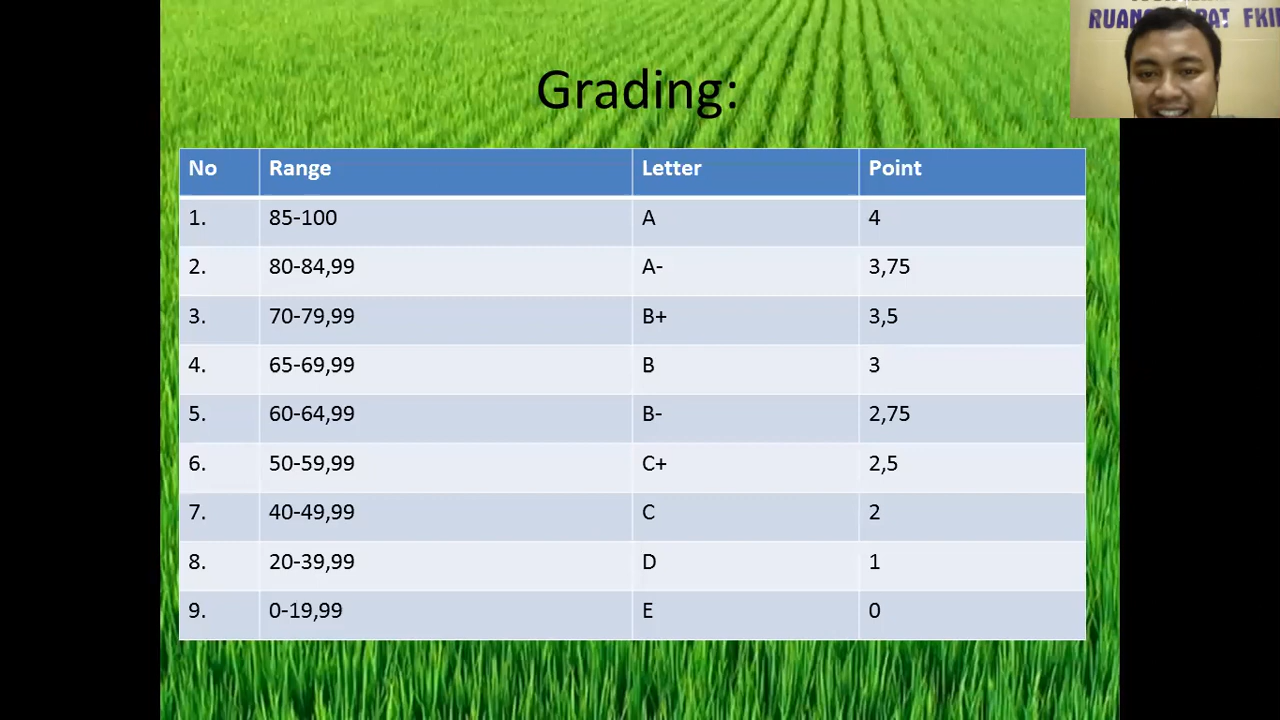 RUANG RAPAT FKIP
Grading:
No Range Letter Point
1. 85-100 A 4
2. 80-84,99 A- 3,75
3. 70-79,99 B+ 3,5
4. 65-69,99 B 3
5. 60-64,99 B- 2,75
6. 50-59,99 C+ 2,5
7. 40-49,99 C 2
8. 20-39,99 D 1
9. 0-19,99 E 0